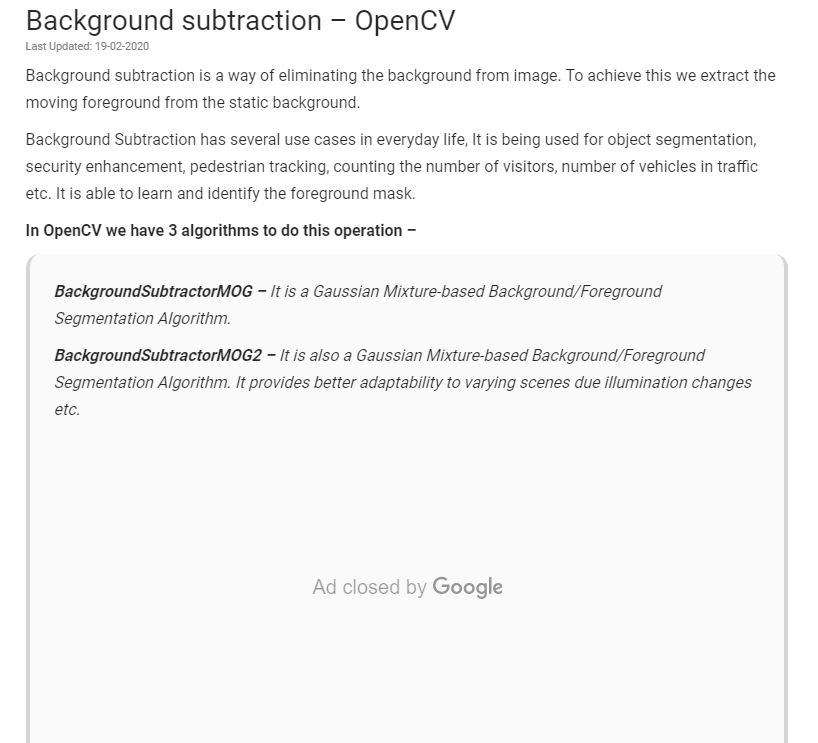 Background subtraction – OpenCV
Last Updated: 19-02-2020
Background subtraction is a way of eliminating the background from image. To achieve this we extract the
moving foreground from the static background.
Background Subtraction has several use cases in everyday life, It is being used for object segmentation,
security enhancement, pedestrian tracking, counting the number of visitors, number of vehicles in traffic
etc. It is able to learn and identify the foreground mask.
In OpenCV we have 3 algorithms to do this operation –
BackgroundSubtractorMOG – It is a Gaussian Mixture-based Background/Foreground
Segmentation Algorithm.
BackgroundSubtractorMOG2 – It is also a Gaussian Mixture-based Background/Foreground
Segmentation Algorithm. It provides better adaptability to varying scenes due illumination changes
etc.
Ad closed by Google